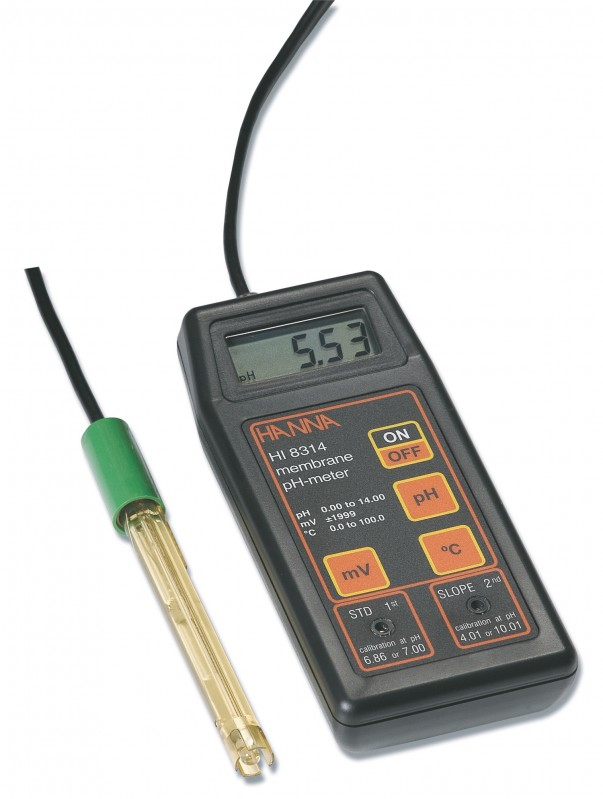 5.53
pH
HANNA
HI 8314
membrane
pH-meter
ON
OFF
pH 0.00 to 14.00
mV ±1999
°C 0.0 to 100.0
pH
°C
mV
STD 1st
calibration at pH
6.86 or 7.00
SLOPE 2nd
calibration at pH
4.01 or 10.01